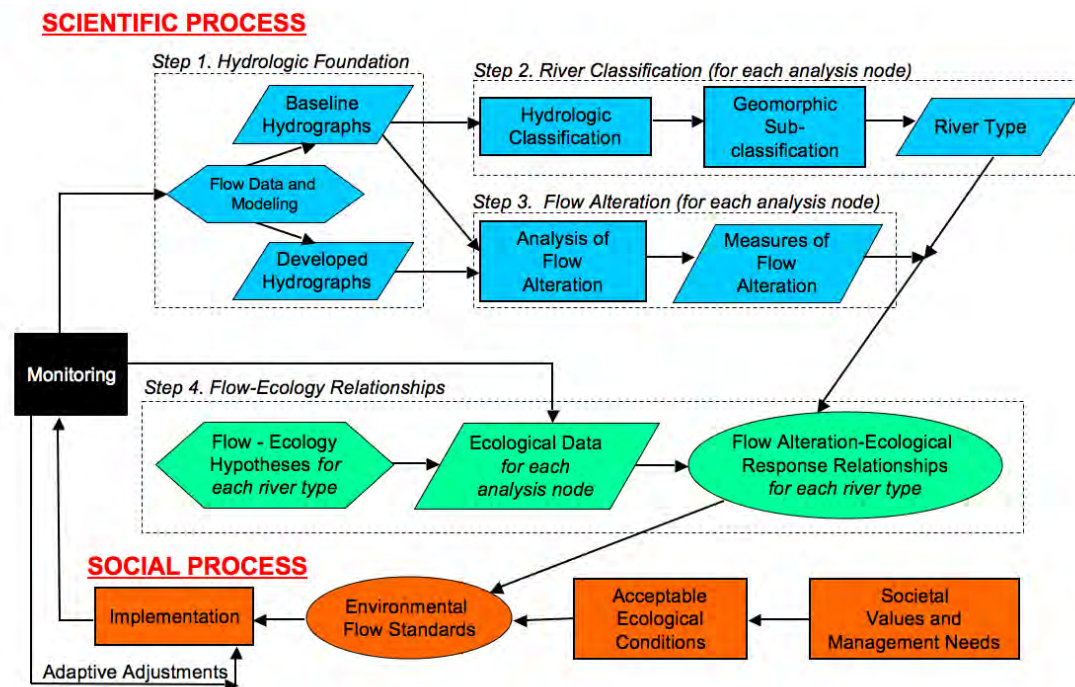 SCIENTIFIC PROCESS
Step 1. Hydrologic Foundation
Baseline
Hydrographs
Flow Data and
Modeling
Developed
Hydrographs
Step 2. River Classification (for each analysis node)
Hydrologic
Classification
Geomorphic
Sub-
classification
River Type
Step 3. Flow Alteration (for each analysis node)
Analysis of
Flow
Alteration
Measures of
Flow
Alteration
Monitoring
Step 4. Flow-Ecology Relationships
Flow - Ecology
Hypotheses for
each river type
Ecological Data
for each
analysis node
Flow Alteration-Ecological
Response Relationships
for each river type
SOCIAL PROCESS
Implementation
Environmental
Flow Standards
Acceptable
Ecological
Conditions
Societal
Values and
Management Needs
Adaptive Adjustments